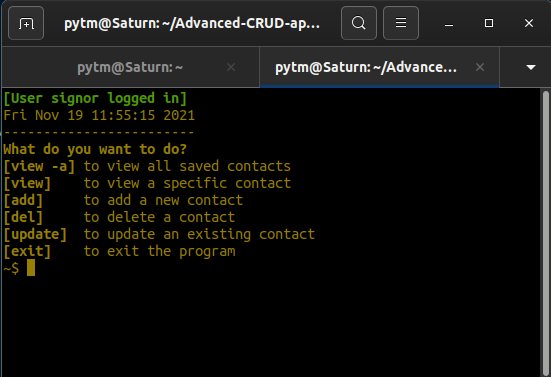 pytm@Saturn: ~/Advanced-CRUD-ap...
pytm@Saturn: ~
pytm@Saturn: ~/Advance...
[User signor logged in]
Fri Nov 19 11:55:15 2021
------------------------
What do you want to do?
[view -a] to view all saved contacts
[view]    to view a specific contact
[add]     to add a new contact
[del]     to delete a contact
[update]  to update an existing contact
[exit]    to exit the program
~$